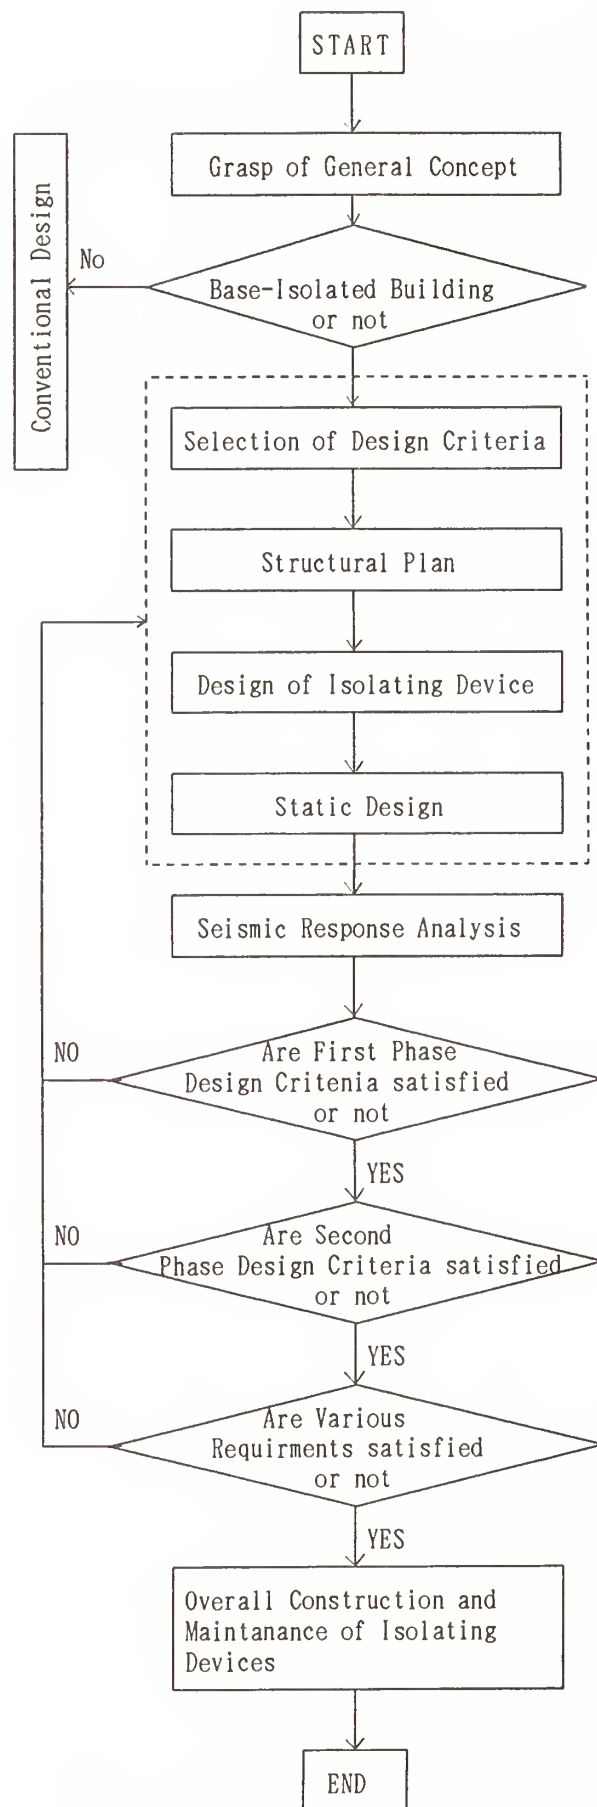 START
Grasp of General Concept
Conventional Design
No
Base-Isolated Building
or not
Selection of Design Criteria
Structural Plan
Design of Isolating Device
Static Design
Seismic Response Analysis
NO
Are First Phase
Design Critenia satisfied
or not
YES
NO
Are Second
Phase Design Criteria satisfied
or not
YES
NO
Are Various
Requirments satisfied
or not
YES
Overall Construction and
Maintanance of Isolating
Devices
END